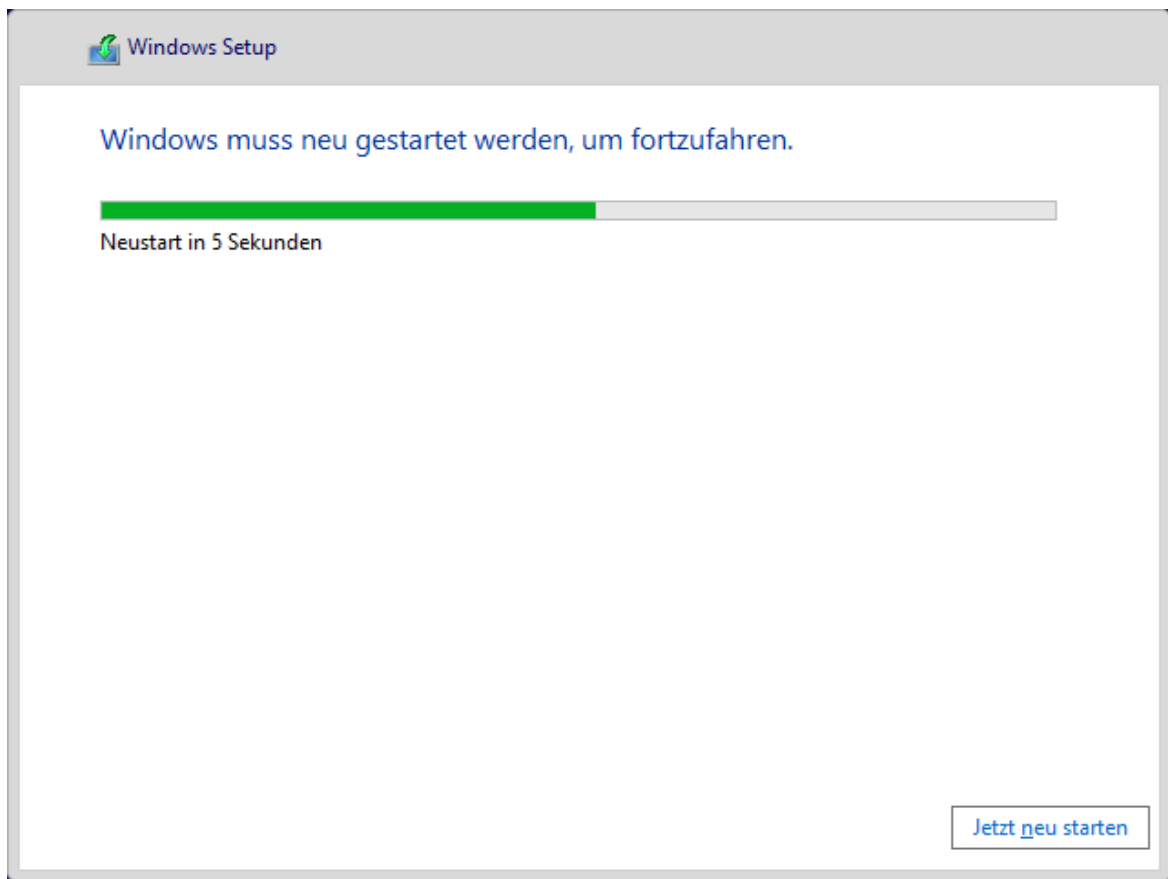 Windows Setup
Windows muss neu gestartet werden, um fortzufahren.
Neustart in 5 Sekunden
Jetzt neu starten